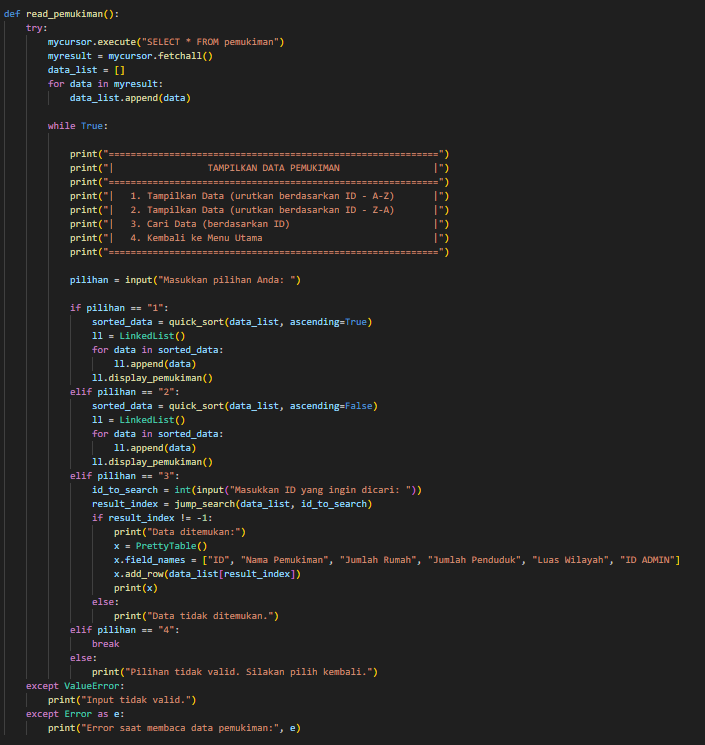 def read_pemukiman():
    try:
        mycursor.execute("SELECT * FROM pemukiman")
        myresult = mycursor.fetchall()
        data_list = []
        for data in myresult:
            data_list.append(data)
        while True:
            print("============================================================")
            print("|                 TAMPILKAN DATA PEMUKIMAN                 |")
            print("============================================================")
            print("|   1. Tampilkan Data (urutkan berdasarkan ID - A-Z)       |")
            print("|   2. Tampilkan Data (urutkan berdasarkan ID - Z-A)       |")
            print("|   3. Cari Data (berdasarkan ID)                          |")
            print("|   4. Kembali ke Menu Utama                               |")
            print("============================================================")
            pilihan = input("Masukkan pilihan Anda: ")
            if pilihan == "1":
                sorted_data = quick_sort(data_list, ascending=True)
                ll = LinkedList()
                for data in sorted_data:
                    ll.append(data)
                ll.display_pemukiman()
            elif pilihan == "2":
                sorted_data = quick_sort(data_list, ascending=False)
                ll = LinkedList()
                for data in sorted_data:
                    ll.append(data)
                ll.display_pemukiman()
            elif pilihan == "3":
                id_to_search = int(input("Masukkan ID yang ingin dicari: "))
                result_index = jump_search(data_list, id_to_search)
                if result_index != -1:
                    print("Data ditemukan:")
                    x = PrettyTable()
                    x.field_names = ["ID", "Nama Pemukiman", "Jumlah Rumah", "Jumlah Penduduk", "Luas Wilayah", "ID ADMIN"]
                    x.add_row(data_list[result_index])
                    print(x)
                else:
                    print("Data tidak ditemukan.")
            elif pilihan == "4":
                break
            else:
                print("Pilihan tidak valid. Silakan pilih kembali.")
    except ValueError:
        print("Input tidak valid.")
    except Error as e:
        print("Error saat membaca data pemukiman:", e)